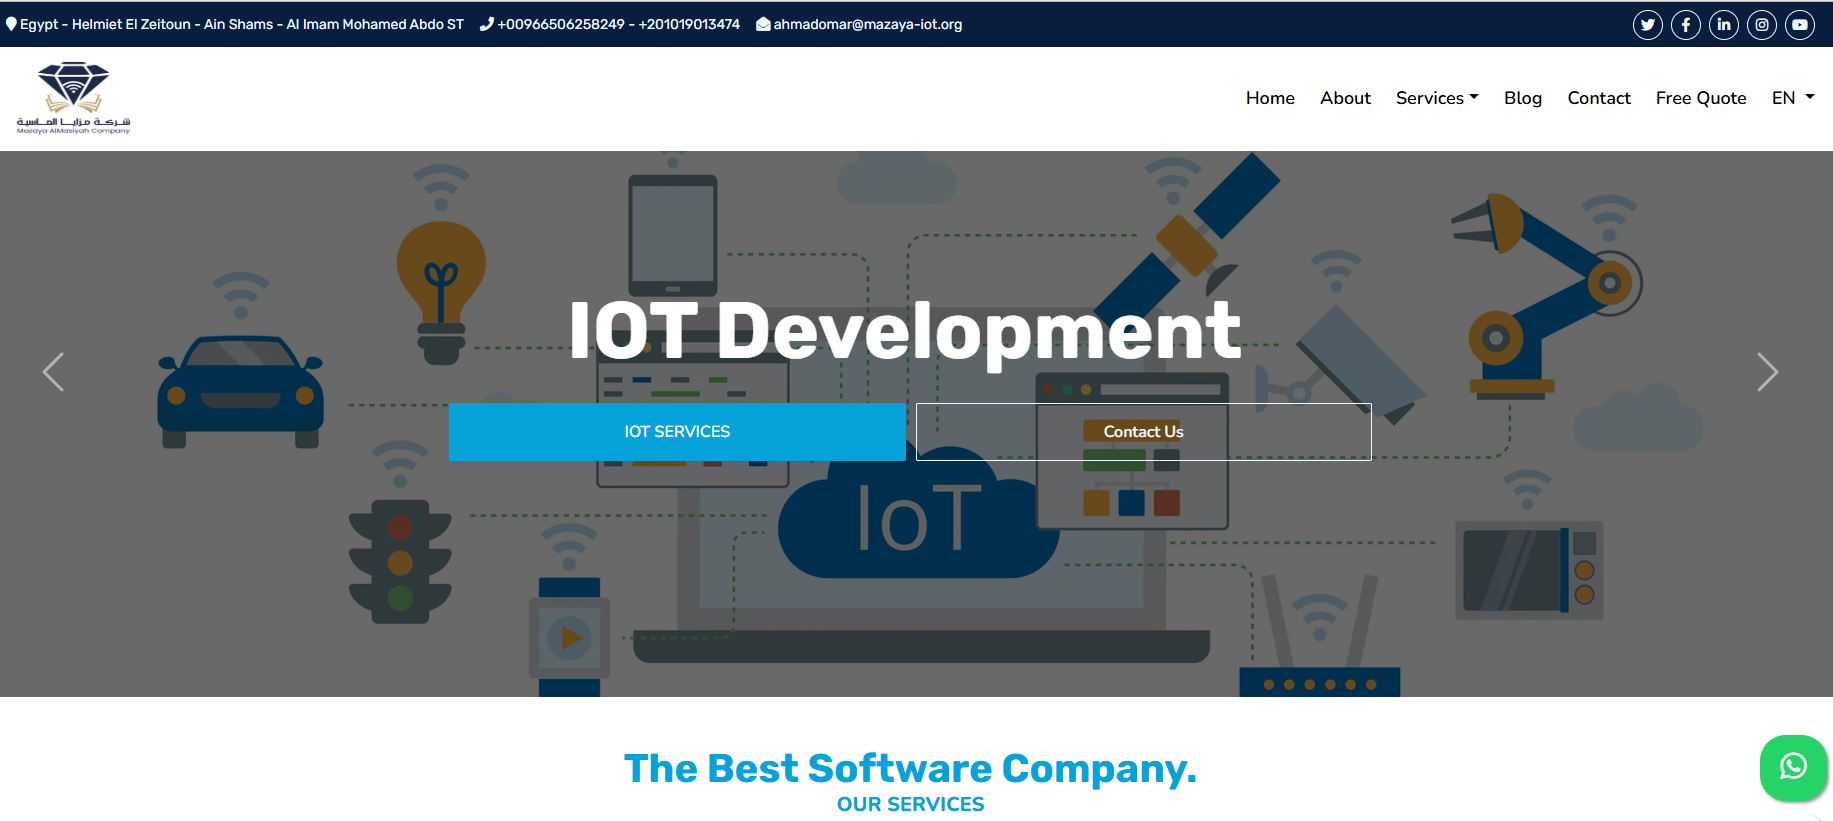 Egypt - Helmiet El Zeitoun - Ain Shams - Al Imam Mohamed Abdo ST +00966506258249 - +201019013474 ahmadomar@mazaya-iot.org
شركة مزايا الماسية
Mazaya AlMasiyah Company
Home About Services Blog Contact Free Quote EN
IOT Development
IOT SERVICES Contact Us
IoT
The Best Software Company.
OUR SERVICES